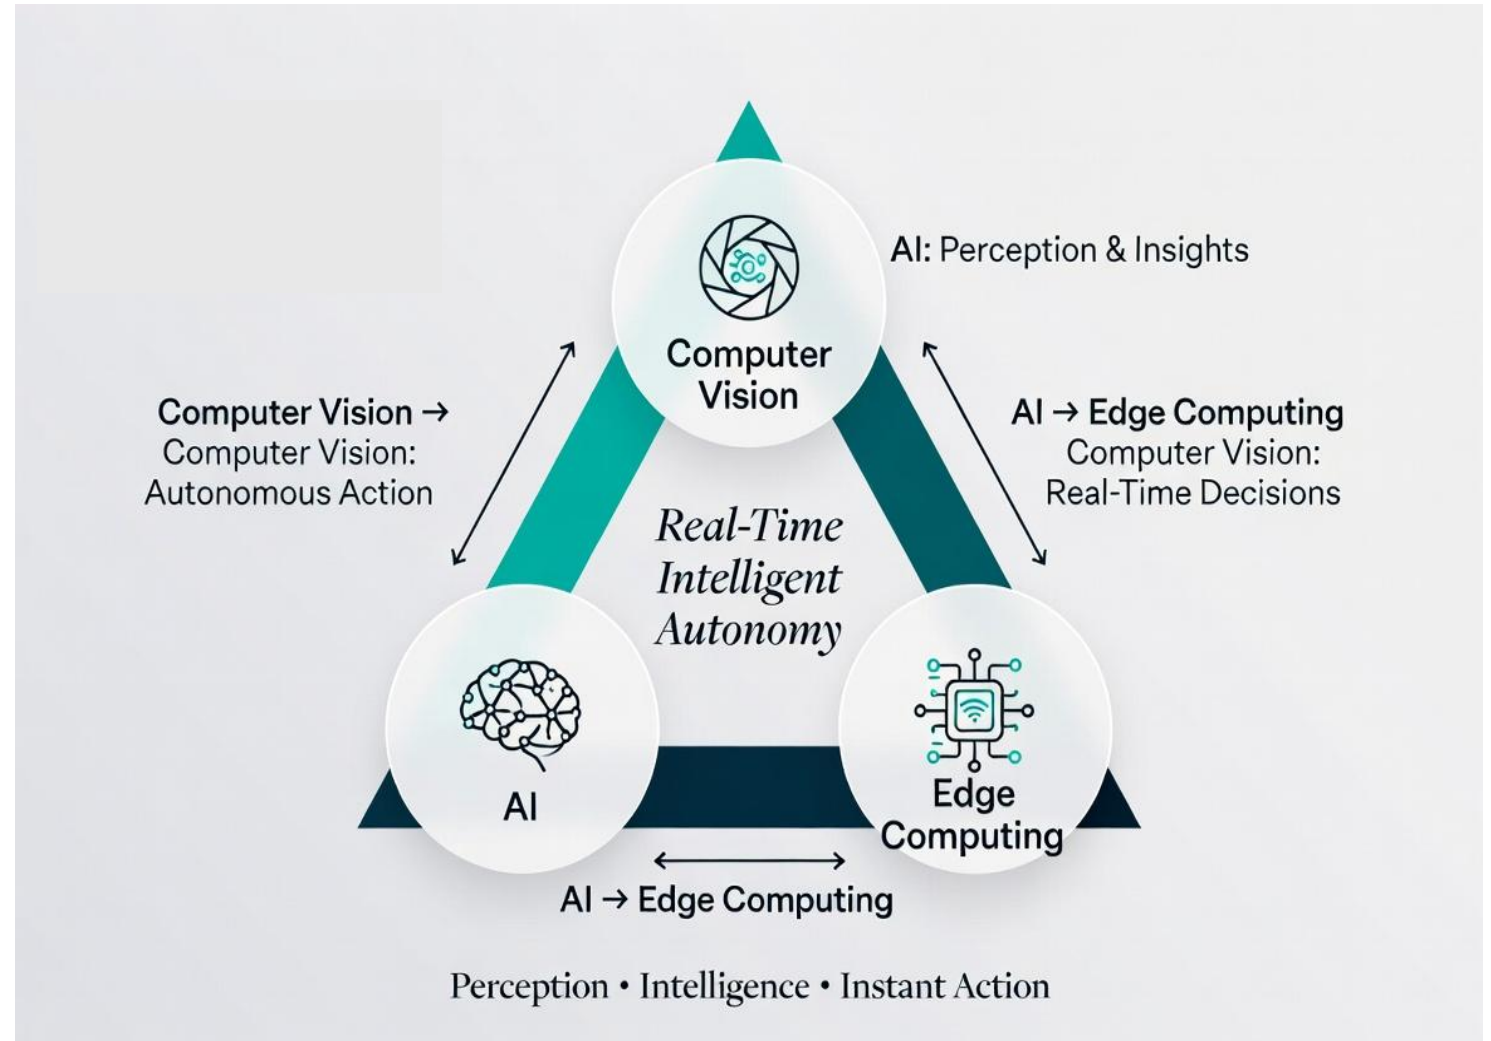 Computer
Vision
AI: Perception & Insights
Computer Vision →
Computer Vision:
Autonomous Action
AI → Edge Computing
Computer Vision:
Real-Time Decisions
Real-Time
Intelligent
Autonomy
AI
Edge
Computing
AI → Edge Computing
Perception • Intelligence • Instant Action